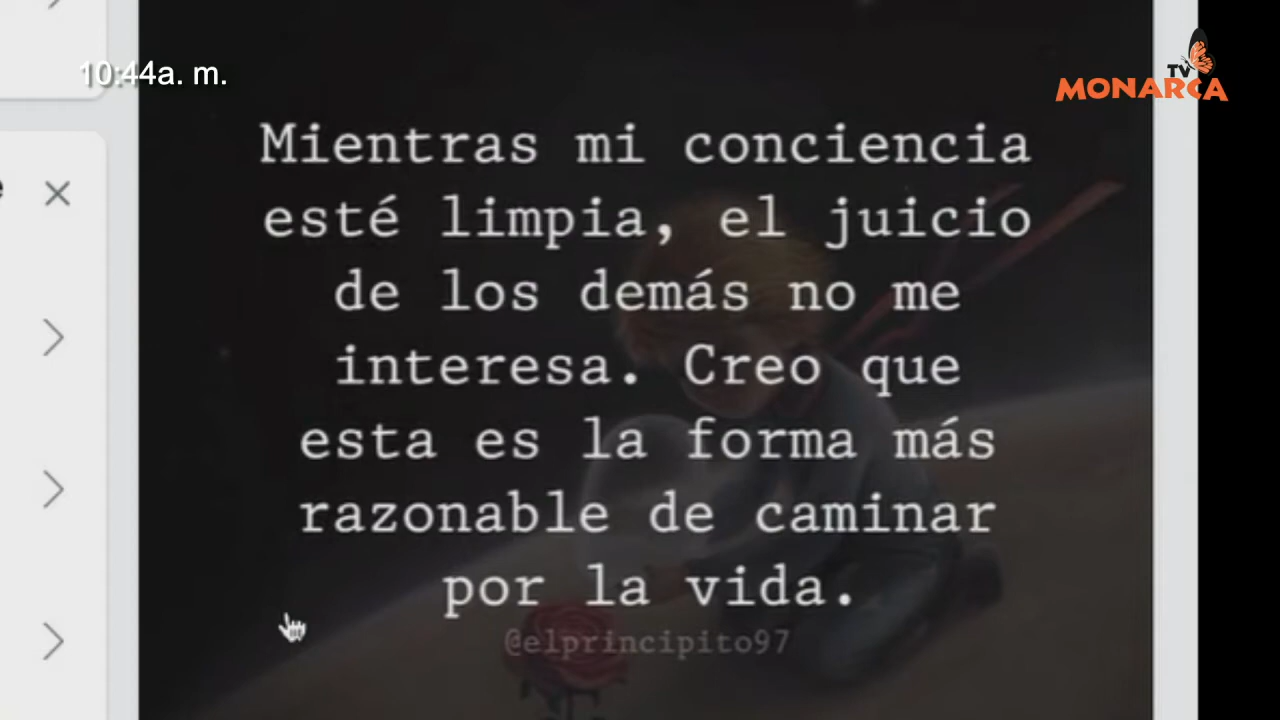 10:44a. m.
TV
MONARCA
Mientras mi conciencia
esté limpia, el juicio
de los demás no me
interesa. Creo que
esta es la forma más
razonable de caminar
por la vida.
@elprincipito97